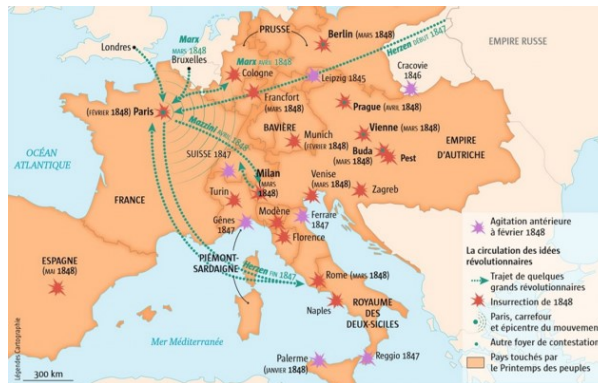 PRUSSE
Berlin (MARS 1848)
EMPIRE RUSSE
Londres
Marx
MARS 1848
Bruxelles
Marx AVRIL 1848
Cologne
Herzen DÉBUT 1847
Leipzig 1845
Cracovie
1846
Francfort
(MARS 1848)
Prague (AVRIL 1848)
(FÉVRIER 1848) Paris
Mazzini AVRIL 1848
BAVIÈRE
Munich
(FÉVRIER 1848)
Vienne (MARS 1848)
Buda
(MARS 1848)
Pest
EMPIRE
D'AUTRICHE
OCÉAN
ATLANTIQUE
SUISSE 1847
FRANCE
Milan
(MARS
1848)
Venise
(MARS 1848)
Zagreb
Turin
Gênes
1847
Modène
Ferrare
1847
Florence
PIÉMONT-
SARDAIGNE
ESPAGNE
(MAI 1848)
Herzen FIN 1847
Rome (MARS 1848)
Naples
ROYAUME
DES
DEUX-SICILES
Mer Méditerranée
Palerme
(JANVIER 1848)
Reggio 1847
300 km
Légendes Cartographie
Agitation antérieure
à février 1848
La circulation des idées
révolutionnaires
Trajet de quelques
grands révolutionnaires
Insurrection de 1848
Paris, carrefour
et épicentre du mouvement
Autre foyer de contestation
Pays touchés par
le Printemps des peuples